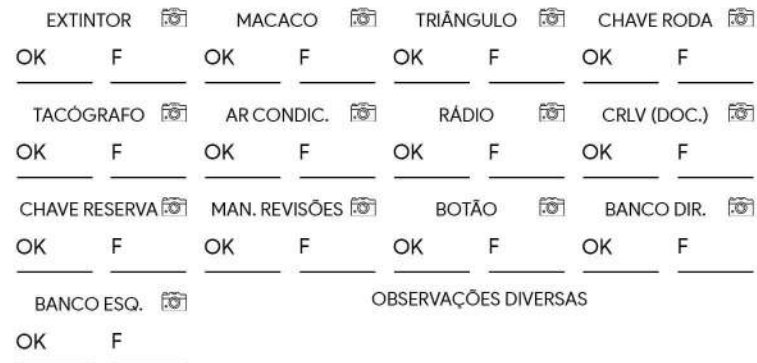 EXTINTOR MACACO TRIÂNGULO CHAVE RODA
OK F OK F OK F OK F
TACÓGRAFO AR CONDIC. RÁDIO CRLV (DOC.)
OK F OK F OK F OK F
CHAVE RESERVA MAN. REVISÕES BOTÃO BANCO DIR.
OK F OK F OK F OK F
BANCO ESQ. OBSERVAÇÕES DIVERSAS
OK F